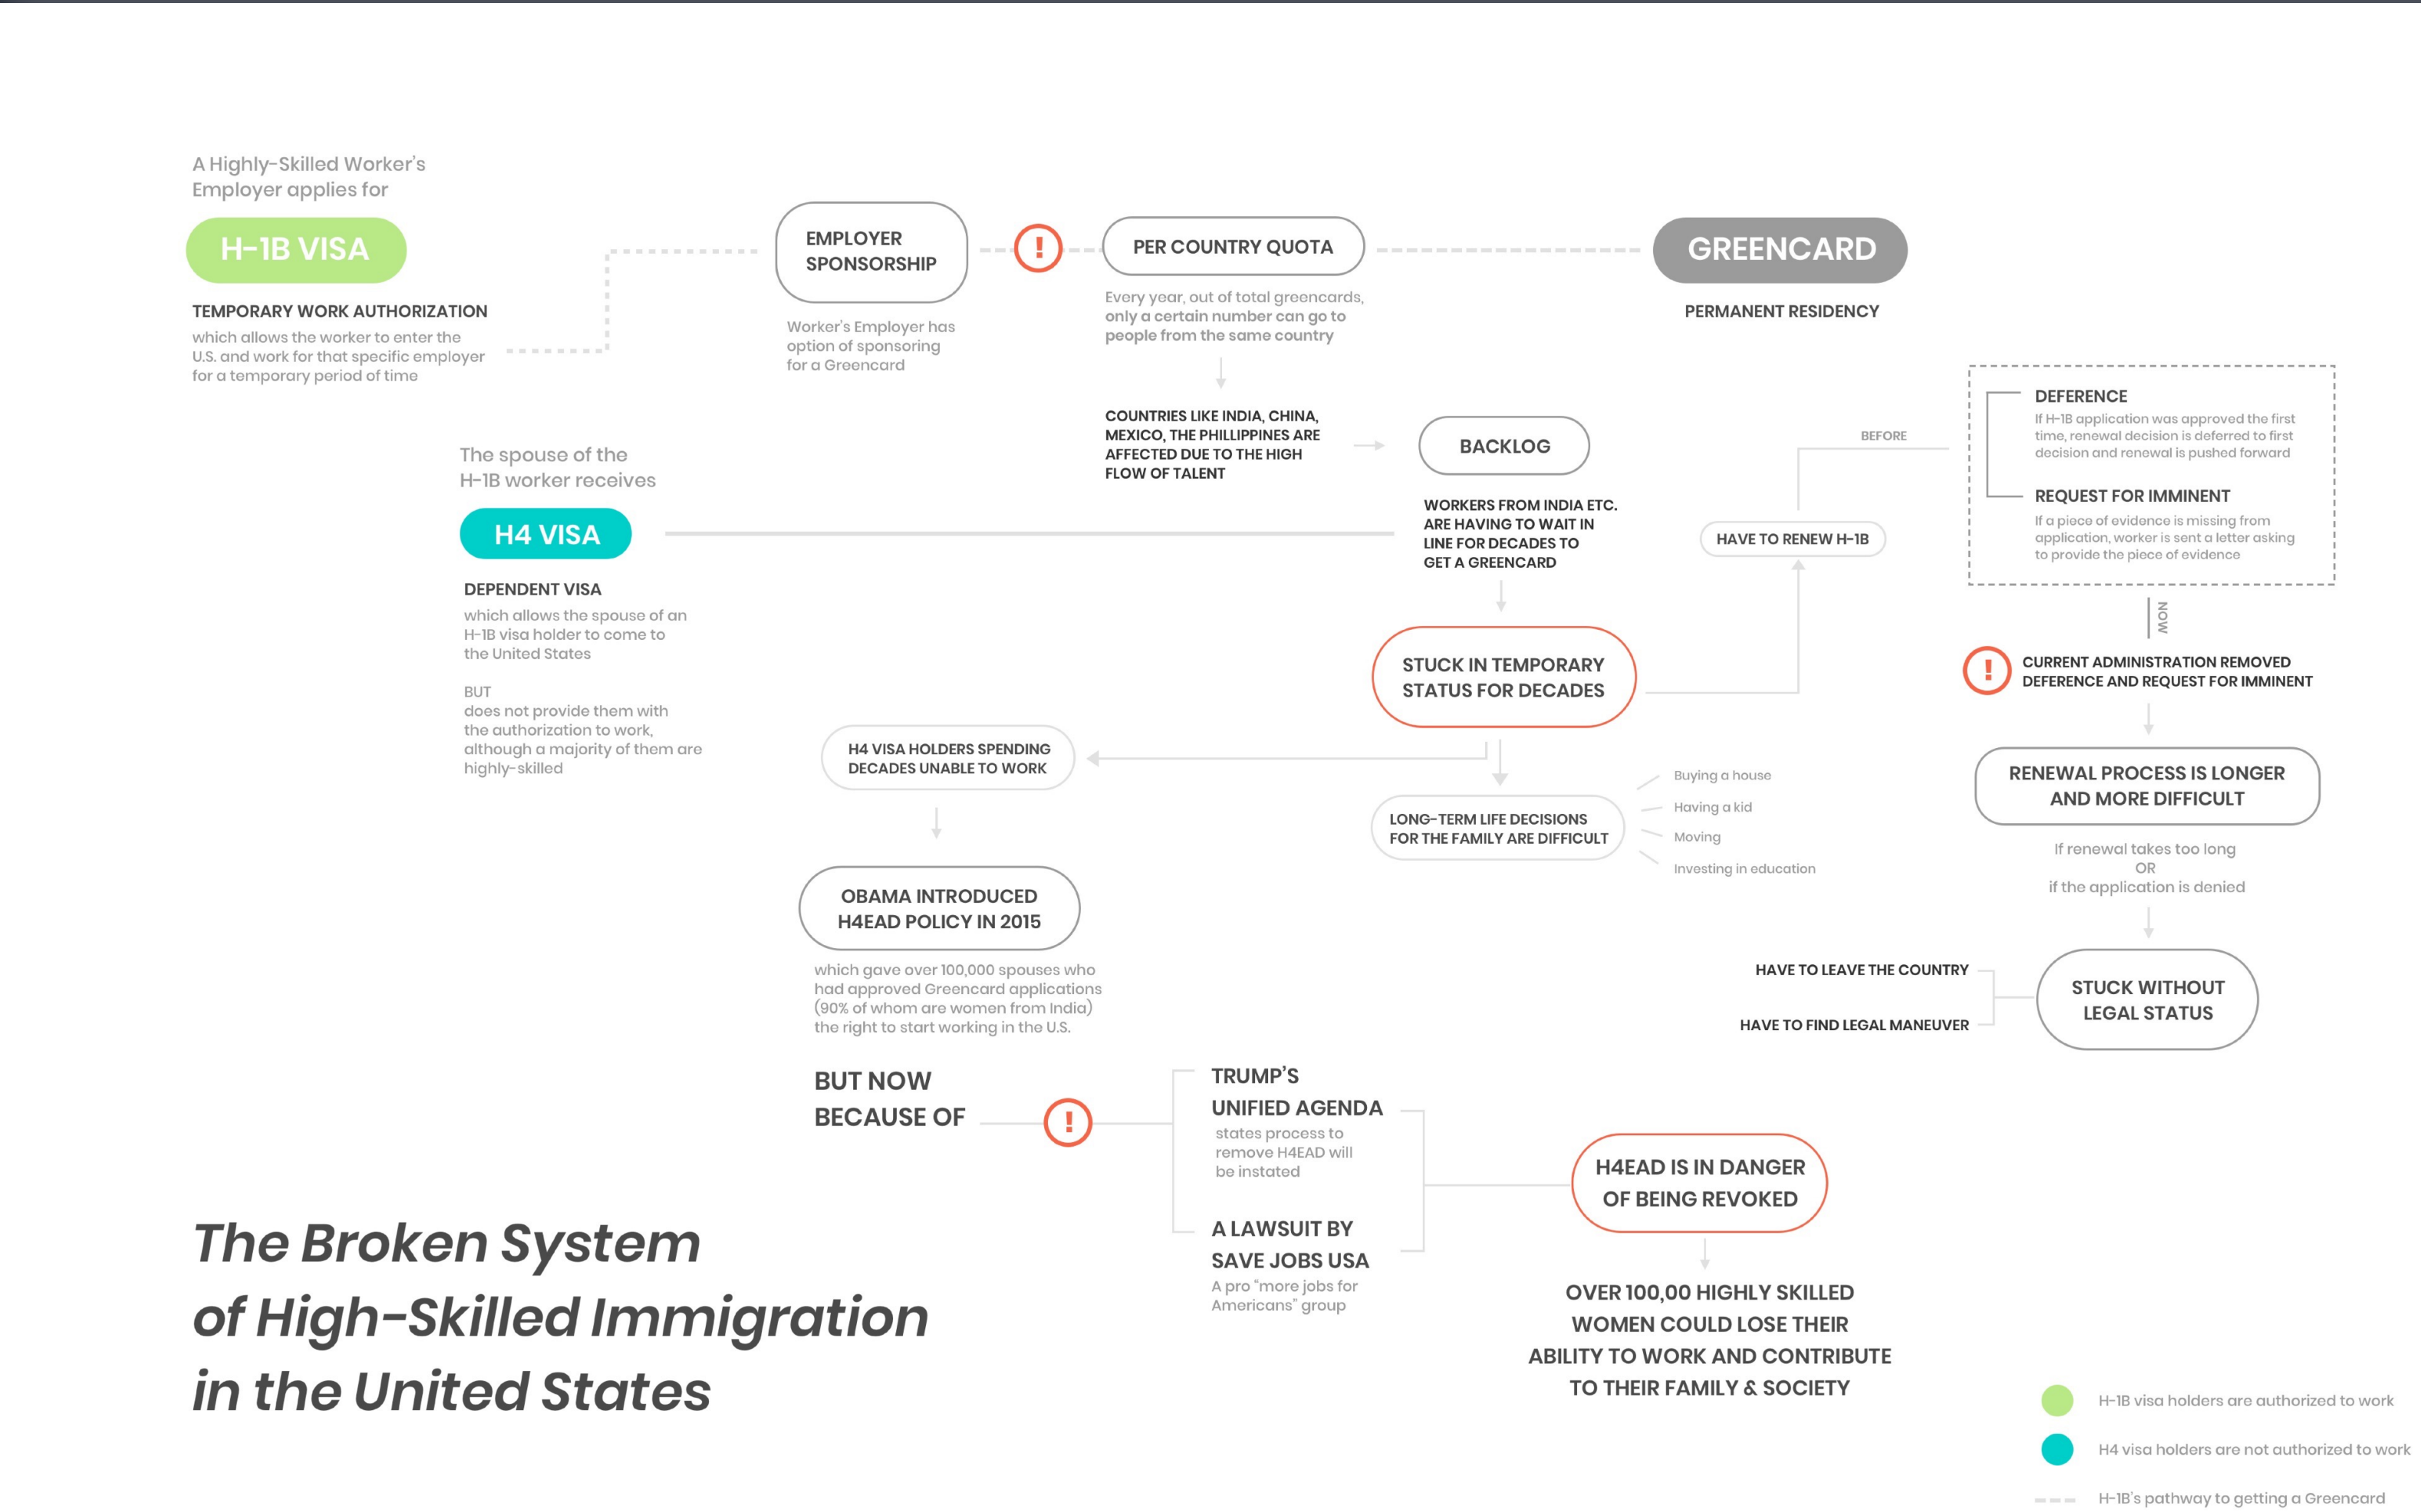 A Highly-Skilled Worker's
Employer applies for
H-1B VISA
TEMPORARY WORK AUTHORIZATION
which allows the worker to enter the
U.S. and work for that specific employer
for a temporary period of time
EMPLOYER
SPONSORSHIP
Worker's Employer has
option of sponsoring
for a Greencard
!
PER COUNTRY QUOTA
Every year, out of total greencards,
only a certain number can go to
people from the same country
GREENCARD
PERMANENT RESIDENCY
COUNTRIES LIKE INDIA, CHINA,
MEXICO, THE PHILLIPPINES ARE
AFFECTED DUE TO THE HIGH
FLOW OF TALENT
BACKLOG
WORKERS FROM INDIA ETC.
ARE HAVING TO WAIT IN
LINE FOR DECADES TO
GET A GREENCARD
The spouse of the
H-1B worker receives
H4 VISA
DEPENDENT VISA
which allows the spouse of an
H-1B visa holder to come to
the United States
BUT
does not provide them with
the authorization to work,
although a majority of them are
highly-skilled
STUCK IN TEMPORARY
STATUS FOR DECADES
HAVE TO RENEW H-1B
BEFORE
DEFERENCE
If H-1B application was approved the first
time, renewal decision is deferred to first
decision and renewal is pushed forward
REQUEST FOR IMMINENT
If a piece of evidence is missing from
application, worker is sent a letter asking
to provide the piece of evidence
NOW
!
CURRENT ADMINISTRATION REMOVED
DEFERENCE AND REQUEST FOR IMMINENT
RENEWAL PROCESS IS LONGER
AND MORE DIFFICULT
If renewal takes too long
OR
if the application is denied
STUCK WITHOUT
LEGAL STATUS
HAVE TO LEAVE THE COUNTRY
HAVE TO FIND LEGAL MANEUVER
LONG-TERM LIFE DECISIONS
FOR THE FAMILY ARE DIFFICULT
Buying a house
Having a kid
Moving
Investing in education
H4 VISA HOLDERS SPENDING
DECADES UNABLE TO WORK
OBAMA INTRODUCED
H4EAD POLICY IN 2015
which gave over 100,000 spouses who
had approved Greencard applications
(90% of whom are women from India)
the right to start working in the U.S.
BUT NOW
BECAUSE OF
!
TRUMP'S
UNIFIED AGENDA
states process to
remove H4EAD will
be instated
A LAWSUIT BY
SAVE JOBS USA
A pro "more jobs for
Americans" group
H4EAD IS IN DANGER
OF BEING REVOKED
OVER 100,00 HIGHLY SKILLED
WOMEN COULD LOSE THEIR
ABILITY TO WORK AND CONTRIBUTE
TO THEIR FAMILY & SOCIETY
The Broken System
of High-Skilled Immigration
in the United States
H-1B visa holders are authorized to work
H4 visa holders are not authorized to work
H-1B's pathway to getting a Greencard